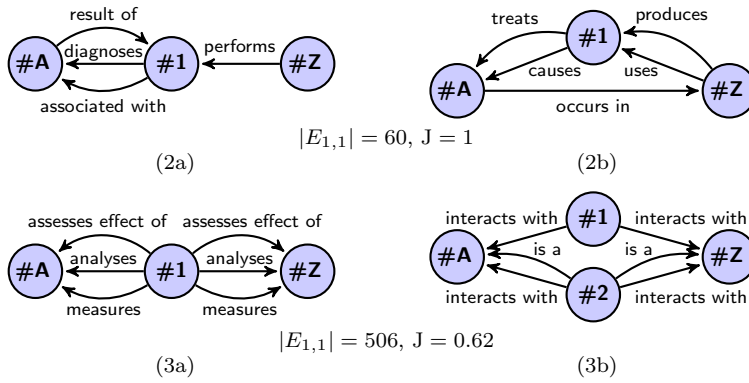 result of
#A diagnoses #1 performs #Z
associated with
(2a)
treats #1 produces
causes uses
#A #Z
occurs in
(2b)
|E1,1| = 60, J = 1
assesses effect of assesses effect of
#A analyses #1 analyses #Z
measures measures
(3a)
interacts with #1 interacts with
#A is a is a #Z
interacts with #2 interacts with
(3b)
|E1,1| = 506, J = 0.62